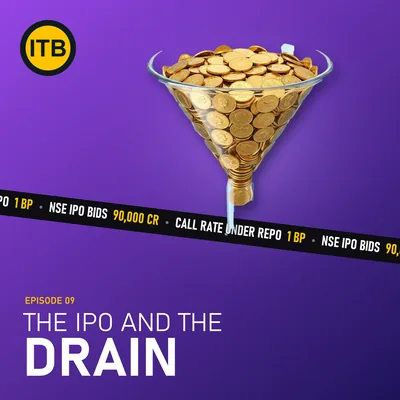 ITB
PO 1 BP • NSE IPO BIDS 90,000 CR • CALL RATE UNDER REPO 1 BP • NSE IPO BIDS 90,
EPISODE 09
THE IPO AND THE
DRAIN